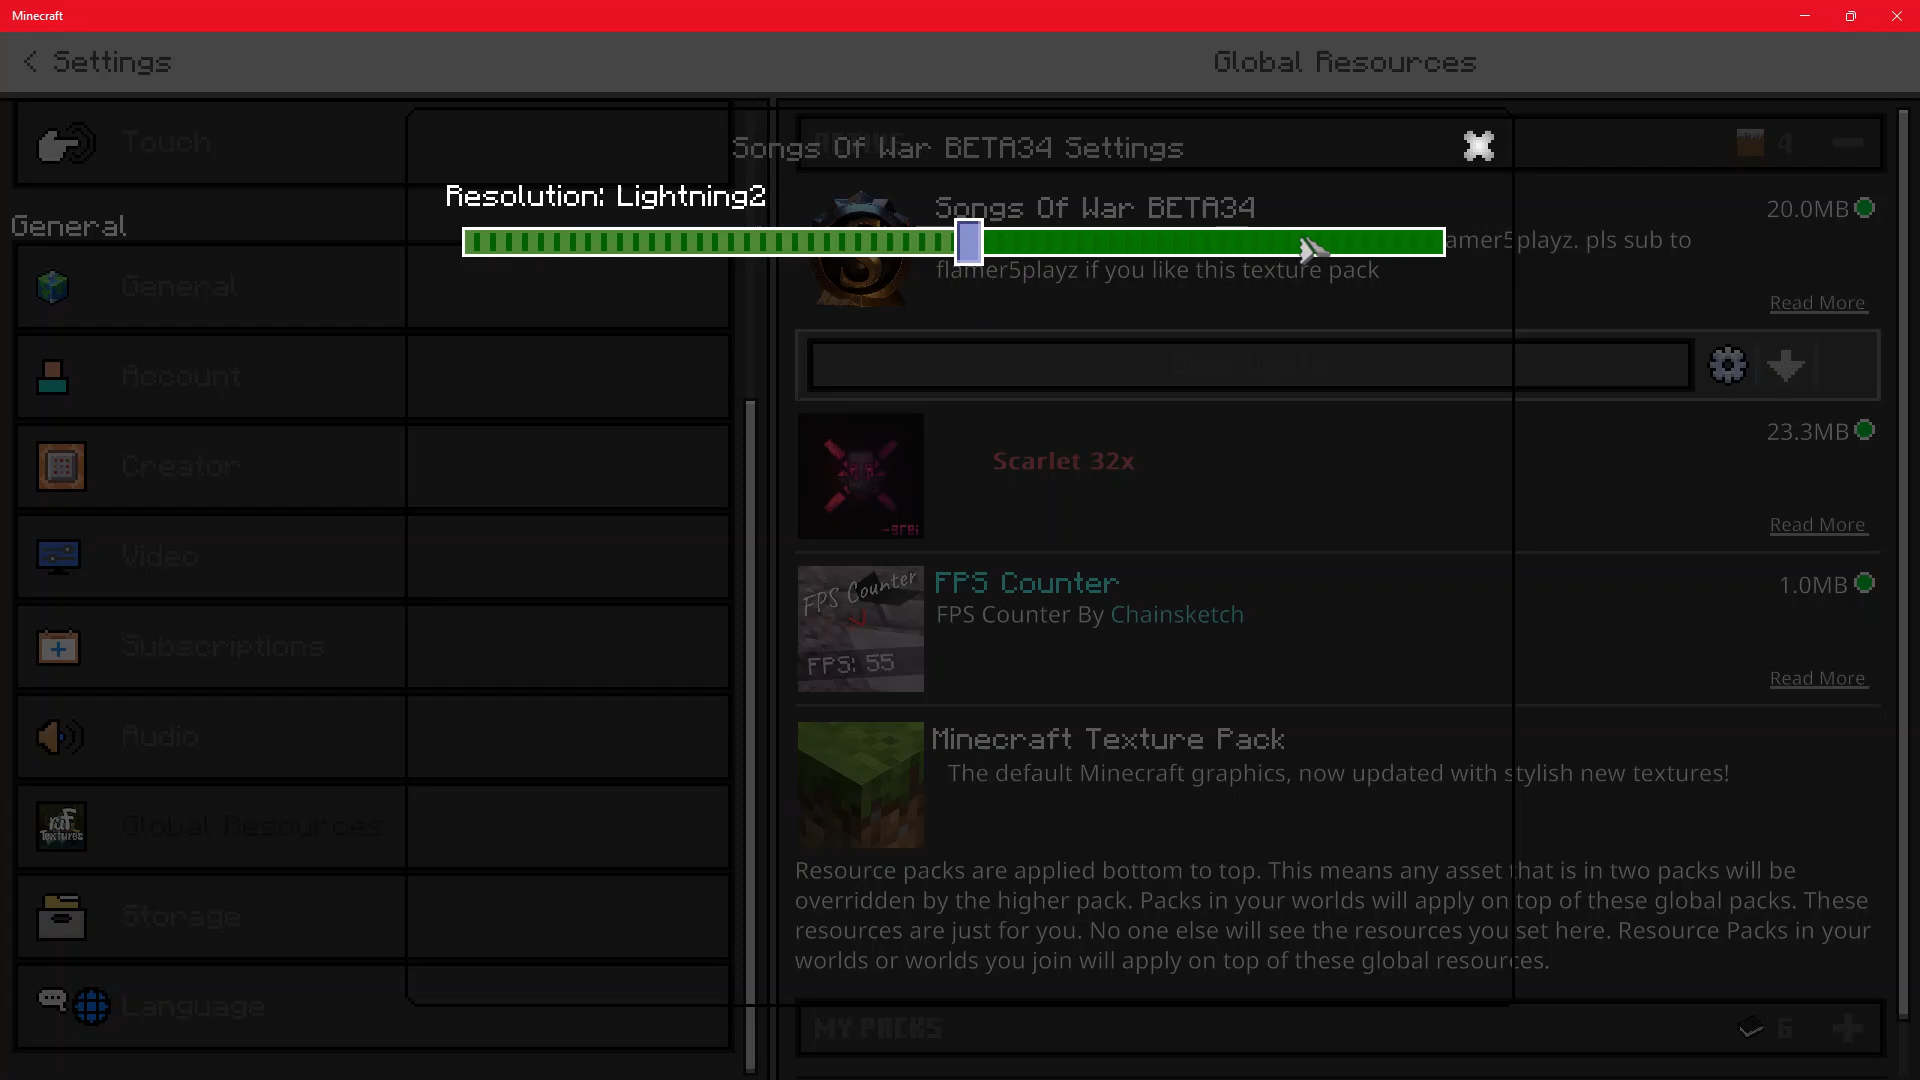 Minecraft
Settings
Global Resources
Touch
Songs Of War BETA34 Settings
4
Resolution: Lightning2
General
Songs Of War BETA34
20.0MB
amer5playz. pls sub to
flamer5playz if you like this texture pack
Read More
General
Account
Scarlet 32x
23.3MB
-grei
Read More
Creator
Video
FPS Counter
FPS Counter
FPS: 55
FPS Counter By Chainsketch
1.0MB
Read More
Subscriptions
Audio
Minecraft Texture Pack
The default Minecraft graphics, now updated with stylish new textures!
Textures
Global Resources
Storage
Language
Resource packs are applied bottom to top. This means any asset that is in two packs will be
overridden by the higher pack. Packs in your worlds will apply on top of these global packs. These
resources are just for you. No one else will see the resources you set here. Resource Packs in your
worlds or worlds you join will apply on top of these global resources.
MY PACKS
6